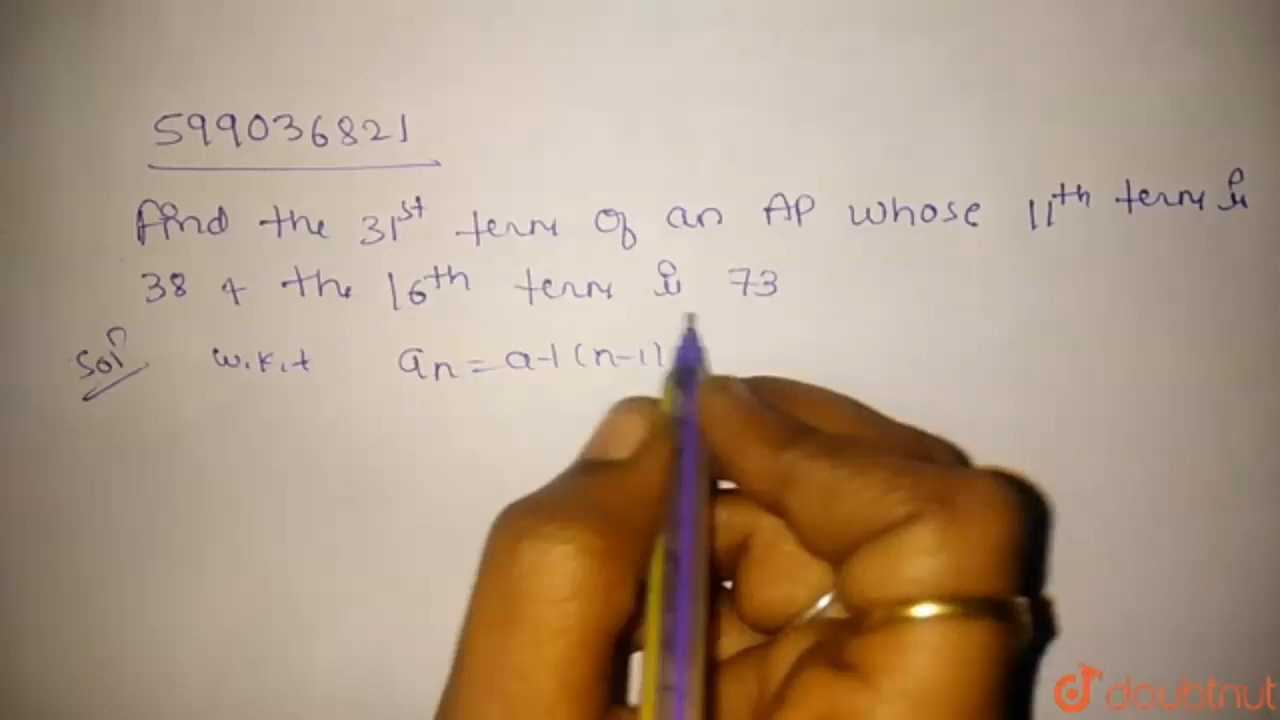 599036821
Find the 31st term of an AP whose 11th term is
38 & the 16th term is 73
Soln w.k.t an = a+(n-1)
doubtnut